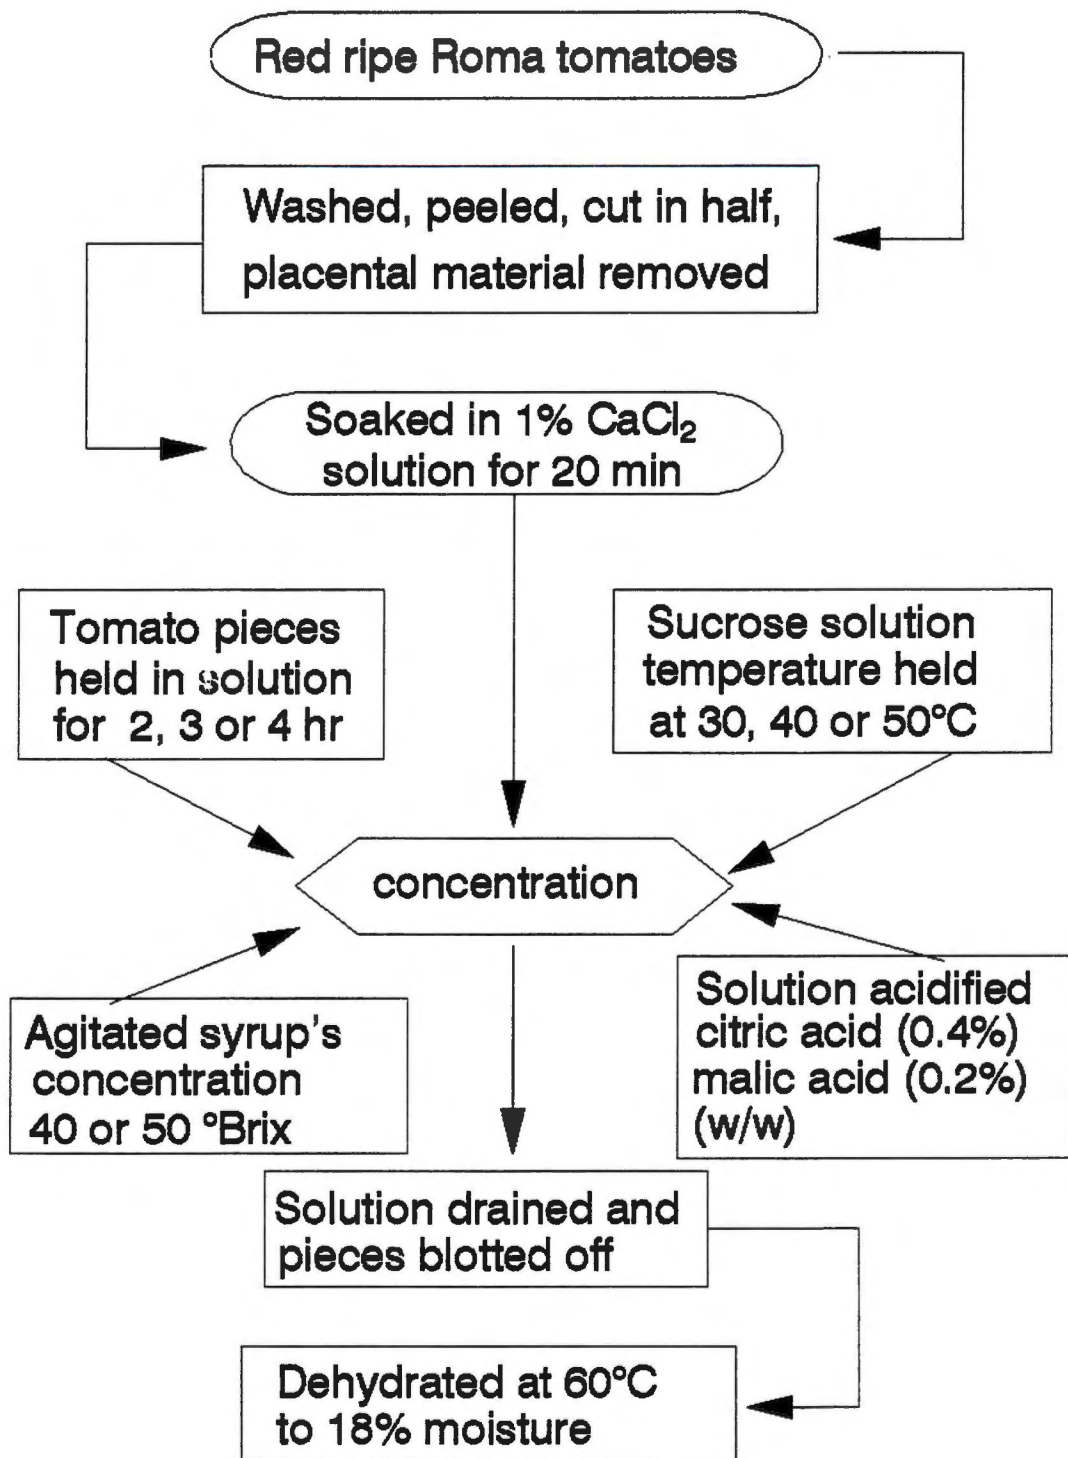 Red ripe Roma tomatoes
Washed, peeled, cut in half,
placental material removed
Soaked in 1% CaCl₂
solution for 20 min
Tomato pieces
held in solution
for 2, 3 or 4 hr
Sucrose solution
temperature held
at 30, 40 or 50°C
concentration
Agitated syrup's
concentration
40 or 50 °Brix
Solution acidified
citric acid (0.4%)
malic acid (0.2%)
(w/w)
Solution drained and
pieces blotted off
Dehydrated at 60°C
to 18% moisture